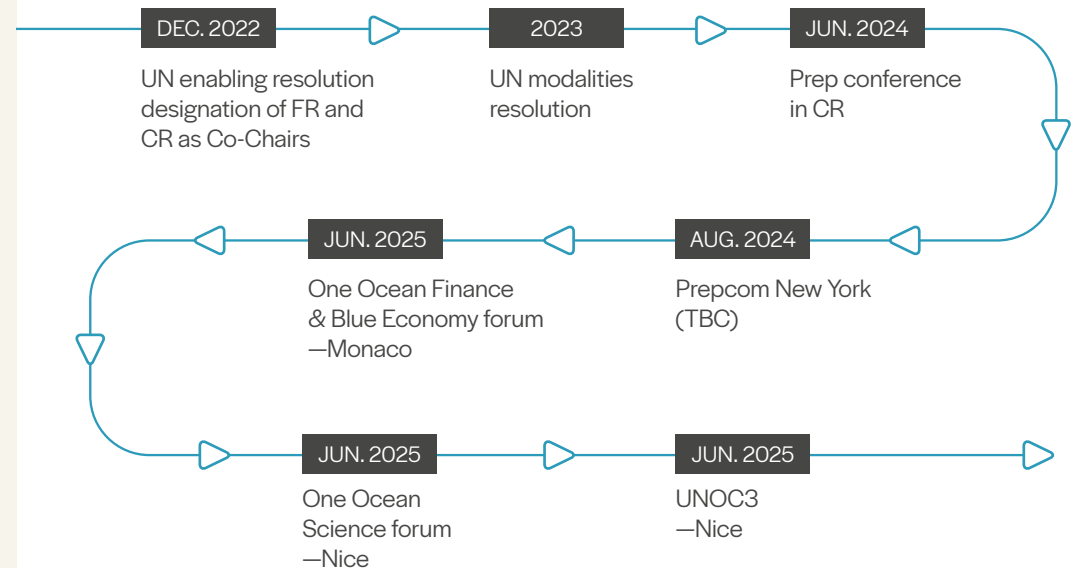 DEC. 2022
UN enabling resolution
designation of FR and
CR as Co-Chairs
2023
UN modalities
resolution
JUN. 2024
Prep conference
in CR
AUG. 2024
Prepcom New York
(TBC)
JUN. 2025
One Ocean Finance
& Blue Economy forum
—Monaco
JUN. 2025
One Ocean
Science forum
—Nice
JUN. 2025
UNOC3
—Nice